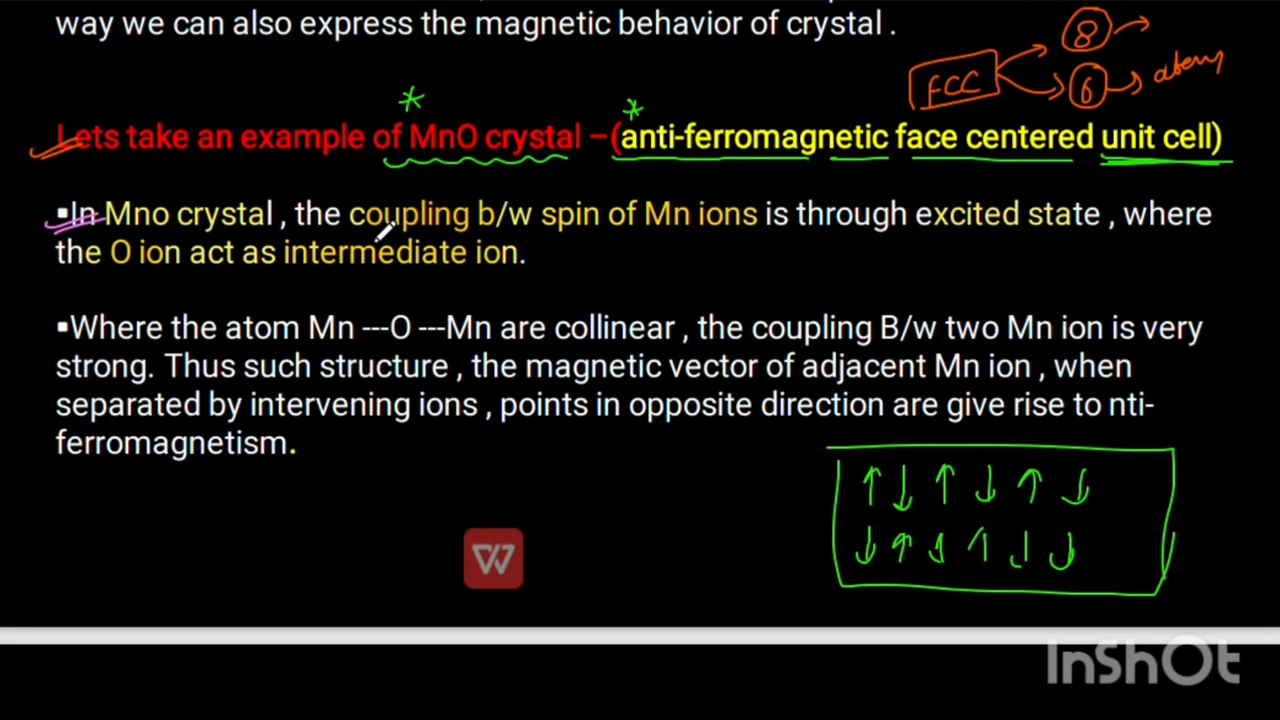 way we can also express the magnetic behavior of crystal .
FCC
8
6
atoms
Lets take an example of MnO crystal –(anti-ferromagnetic face centered unit cell)
▪In Mno crystal , the coupling b/w spin of Mn ions is through excited state , where
the O ion act as intermediate ion.
▪Where the atom Mn ---O ---Mn are collinear , the coupling B/w two Mn ion is very
strong. Thus such structure , the magnetic vector of adjacent Mn ion , when
separated by intervening ions , points in opposite direction are give rise to nti-
ferromagnetism.
↑ ↓ ↑ ↓ ↑ ↓
↓ ↑ ↓ ↑ ↓ ↓
W
InShOt